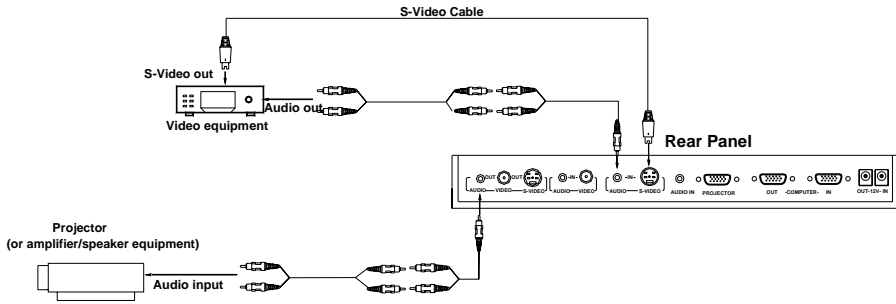 S-Video Cable
S-Video out
Audio out
Video equipment
Rear Panel
OUT OUT -IN- -IN-
AUDIO VIDEO S-VIDEO AUDIO VIDEO AUDIO S-VIDEO AUDIO IN PROJECTOR OUT -COMPUTER- IN OUT-12V- IN
Projector
(or amplifier/speaker equipment)
Audio input